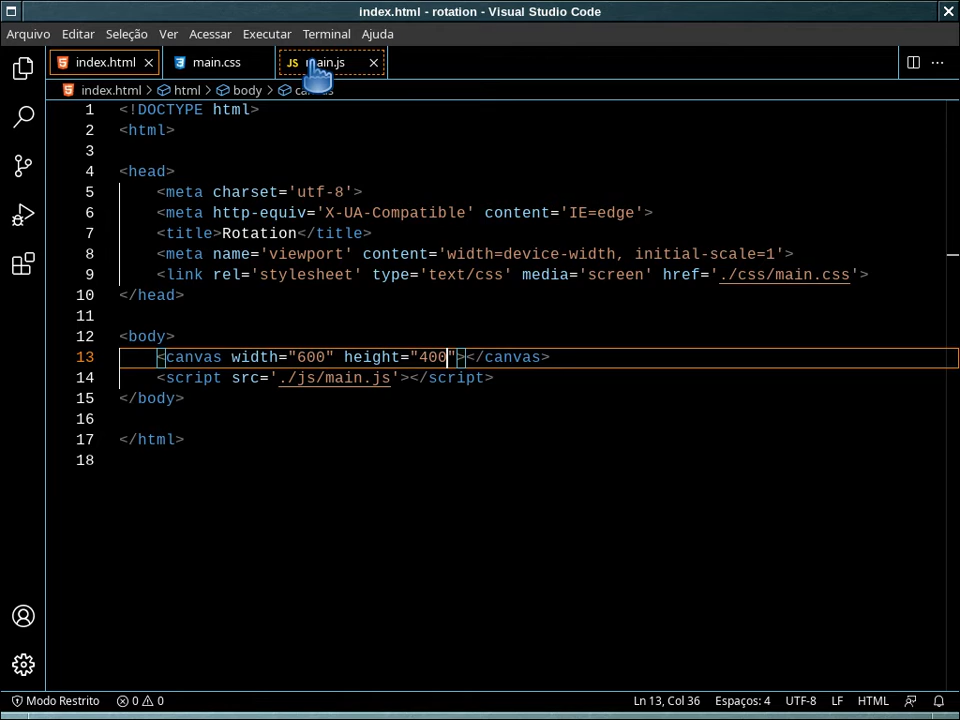 index.html - rotation - Visual Studio Code
Arquivo Editar Seleção Ver Acessar Executar Terminal Ajuda
index.html main.css JS main.js
index.html > html > body >
1 <!DOCTYPE html>
2 <html>
3
4 <head>
5 <meta charset='utf-8'>
6 <meta http-equiv='X-UA-Compatible' content='IE=edge'>
7 <title>Rotation</title>
8 <meta name='viewport' content='width=device-width, initial-scale=1'>
9 <link rel='stylesheet' type='text/css' media='screen' href='./css/main.css'>
10 </head>
11
12 <body>
13 <canvas width="600" height="400"></canvas>
14 <script src='./js/main.js'></script>
15 </body>
16
17 </html>
18
Modo Restrito 0 0 Ln 13, Col 36 Espaços: 4 UTF-8 LF HTML